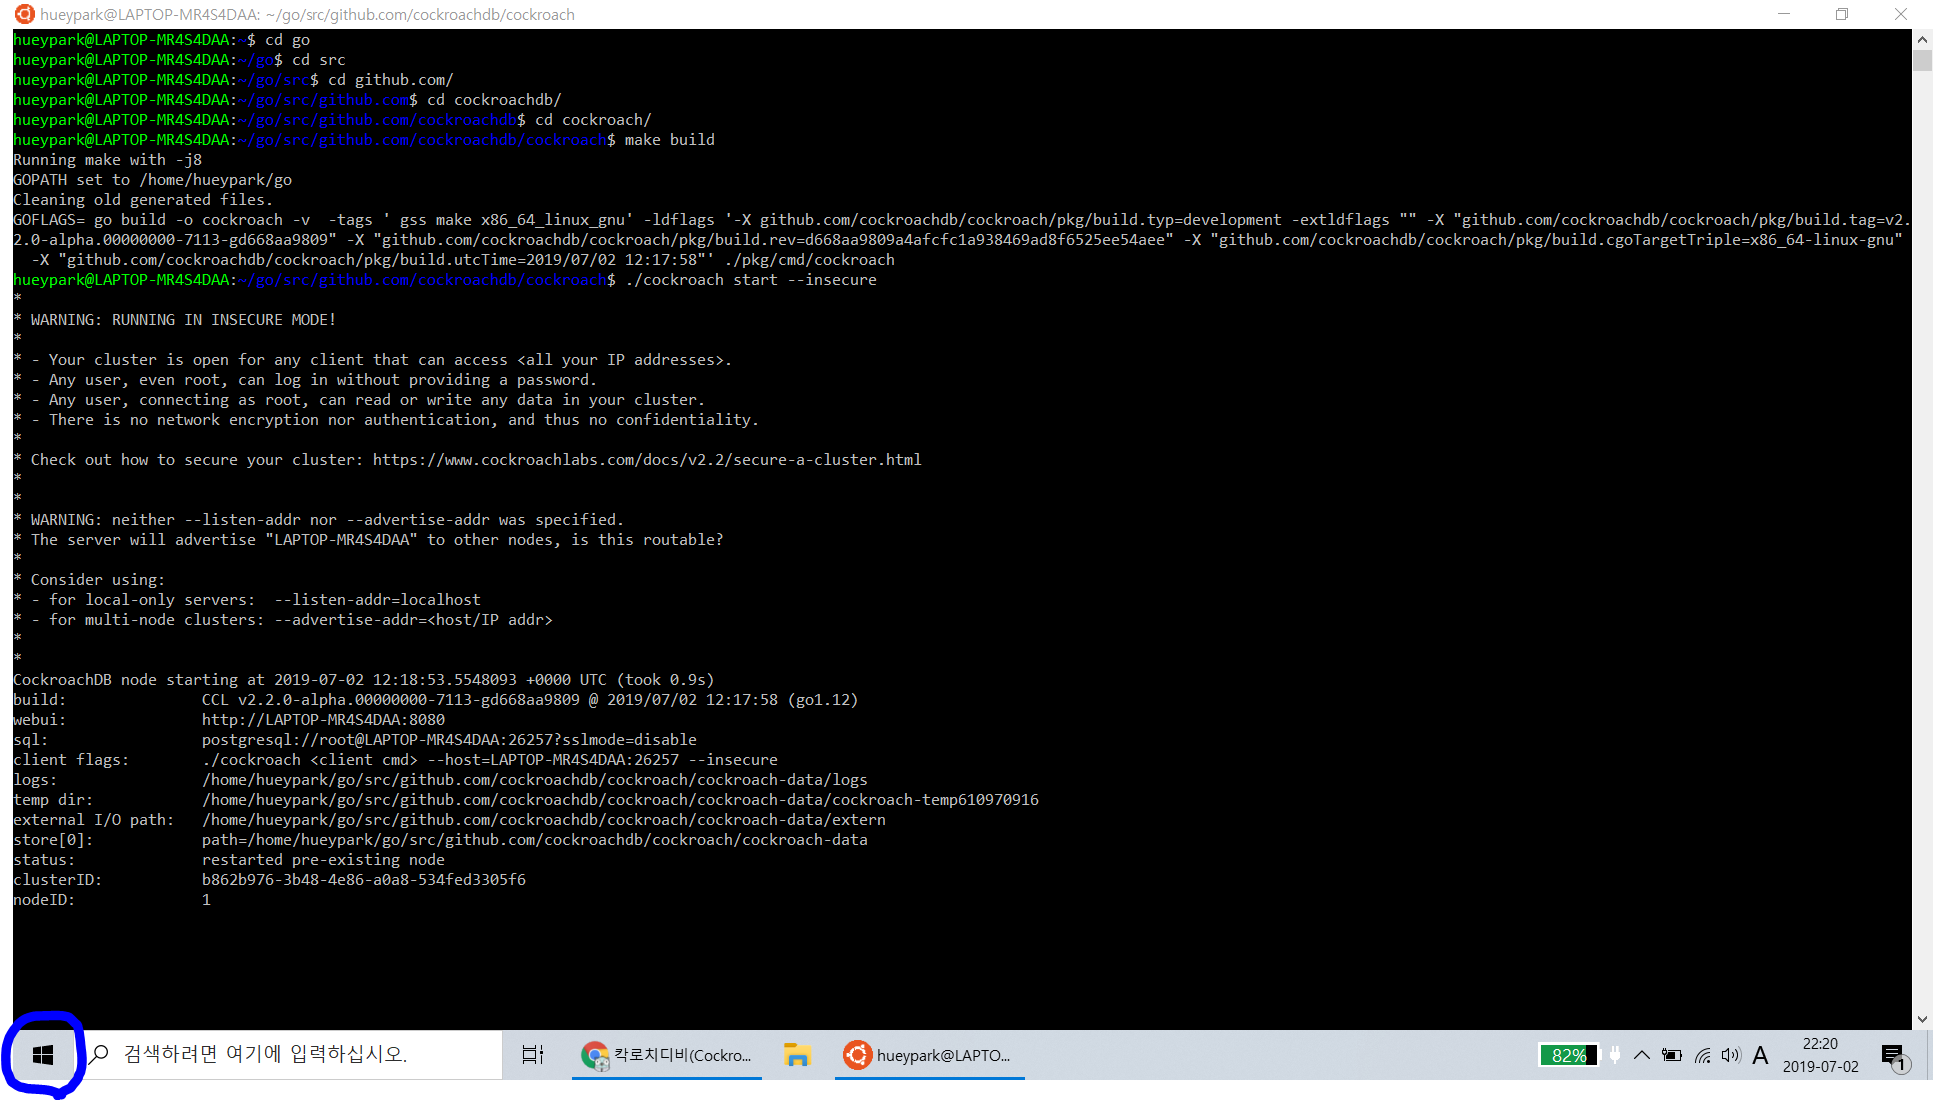 hueypark@LAPTOP-MR4S4DAA: ~/go/src/github.com/cockroachdb/cockroach
hueypark@LAPTOP-MR4S4DAA:~$ cd go
hueypark@LAPTOP-MR4S4DAA:~/go$ cd src
hueypark@LAPTOP-MR4S4DAA:~/go/src$ cd github.com/
hueypark@LAPTOP-MR4S4DAA:~/go/src/github.com$ cd cockroachdb/
hueypark@LAPTOP-MR4S4DAA:~/go/src/github.com/cockroachdb$ cd cockroach/
hueypark@LAPTOP-MR4S4DAA:~/go/src/github.com/cockroachdb/cockroach$ make build
Running make with -j8
GOPATH set to /home/hueypark/go
Cleaning old generated files.
GOFLAGS= go build -o cockroach -v  -tags ' gss make x86_64_linux_gnu' -ldflags '-X github.com/cockroachdb/cockroach/pkg/build.typ=development -extldflags "" -X "github.com/cockroachdb/cockroach/pkg/build.tag=v2.
2.0-alpha.00000000-7113-gd668aa9809" -X "github.com/cockroachdb/cockroach/pkg/build.rev=d668aa9809a4afcfc1a938469ad8f6525ee54aee" -X "github.com/cockroachdb/cockroach/pkg/build.cgoTargetTriple=x86_64-linux-gnu"
  -X "github.com/cockroachdb/cockroach/pkg/build.utcTime=2019/07/02 12:17:58"' ./pkg/cmd/cockroach
hueypark@LAPTOP-MR4S4DAA:~/go/src/github.com/cockroachdb/cockroach$ ./cockroach start --insecure
*
* WARNING: RUNNING IN INSECURE MODE!
*
* - Your cluster is open for any client that can access <all your IP addresses>.
* - Any user, even root, can log in without providing a password.
* - Any user, connecting as root, can read or write any data in your cluster.
* - There is no network encryption nor authentication, and thus no confidentiality.
*
* Check out how to secure your cluster: https://www.cockroachlabs.com/docs/v2.2/secure-a-cluster.html
*
*
* WARNING: neither --listen-addr nor --advertise-addr was specified.
* The server will advertise "LAPTOP-MR4S4DAA" to other nodes, is this routable?
*
* Consider using:
* - for local-only servers:  --listen-addr=localhost
* - for multi-node clusters: --advertise-addr=<host/IP addr>
*
*
CockroachDB node starting at 2019-07-02 12:18:53.5548093 +0000 UTC (took 0.9s)
build:               CCL v2.2.0-alpha.00000000-7113-gd668aa9809 @ 2019/07/02 12:17:58 (go1.12)
webui:               http://LAPTOP-MR4S4DAA:8080
sql:                 postgresql://root@LAPTOP-MR4S4DAA:26257?sslmode=disable
client flags:        ./cockroach <client cmd> --host=LAPTOP-MR4S4DAA:26257 --insecure
logs:                /home/hueypark/go/src/github.com/cockroachdb/cockroach/cockroach-data/logs
temp dir:            /home/hueypark/go/src/github.com/cockroachdb/cockroach/cockroach-data/cockroach-temp610970916
external I/O path:   /home/hueypark/go/src/github.com/cockroachdb/cockroach/cockroach-data/extern
store[0]:            path=/home/hueypark/go/src/github.com/cockroachdb/cockroach/cockroach-data
status:              restarted pre-existing node
clusterID:           b862b976-3b48-4e86-a0a8-534fed3305f6
nodeID:              1
검색하려면 여기에 입력하십시오.
칵로치디비(Cockro...
hueypark@LAPTO...
82%
A
22:20
2019-07-02
1